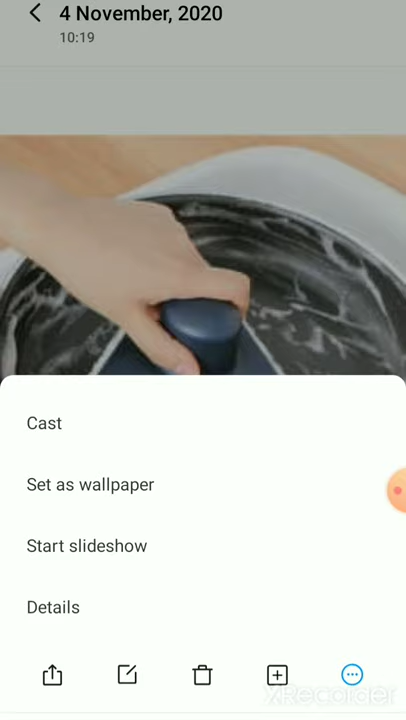 4 November, 2020
10:19
Cast
Set as wallpaper
Start slideshow
Details
XRecorder